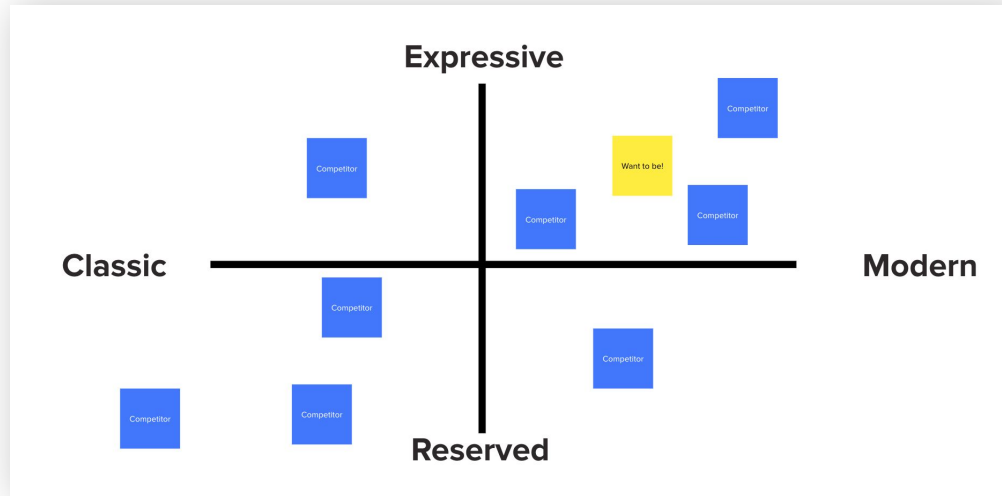 Expressive
Competitor
Competitor
Want to be!
Competitor
Competitor
Classic
Modern
Competitor
Competitor
Competitor
Competitor
Reserved